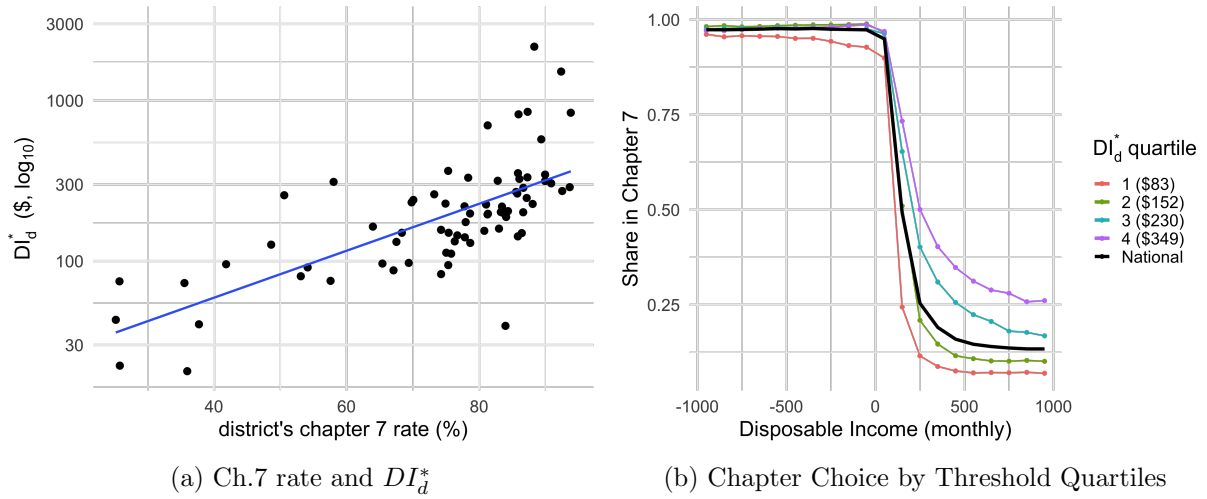 3000
1000
300
100
30
DI*d ($, log10)
40 60 80
district's chapter 7 rate (%)
(a) Ch.7 rate and DI*d
1.00
0.75
0.50
0.25
Share in Chapter 7
-1000 -500 0 500 1000
Disposable Income (monthly)
DI*d quartile
1 ($83)
2 ($152)
3 ($230)
4 ($349)
National
(b) Chapter Choice by Threshold Quartiles